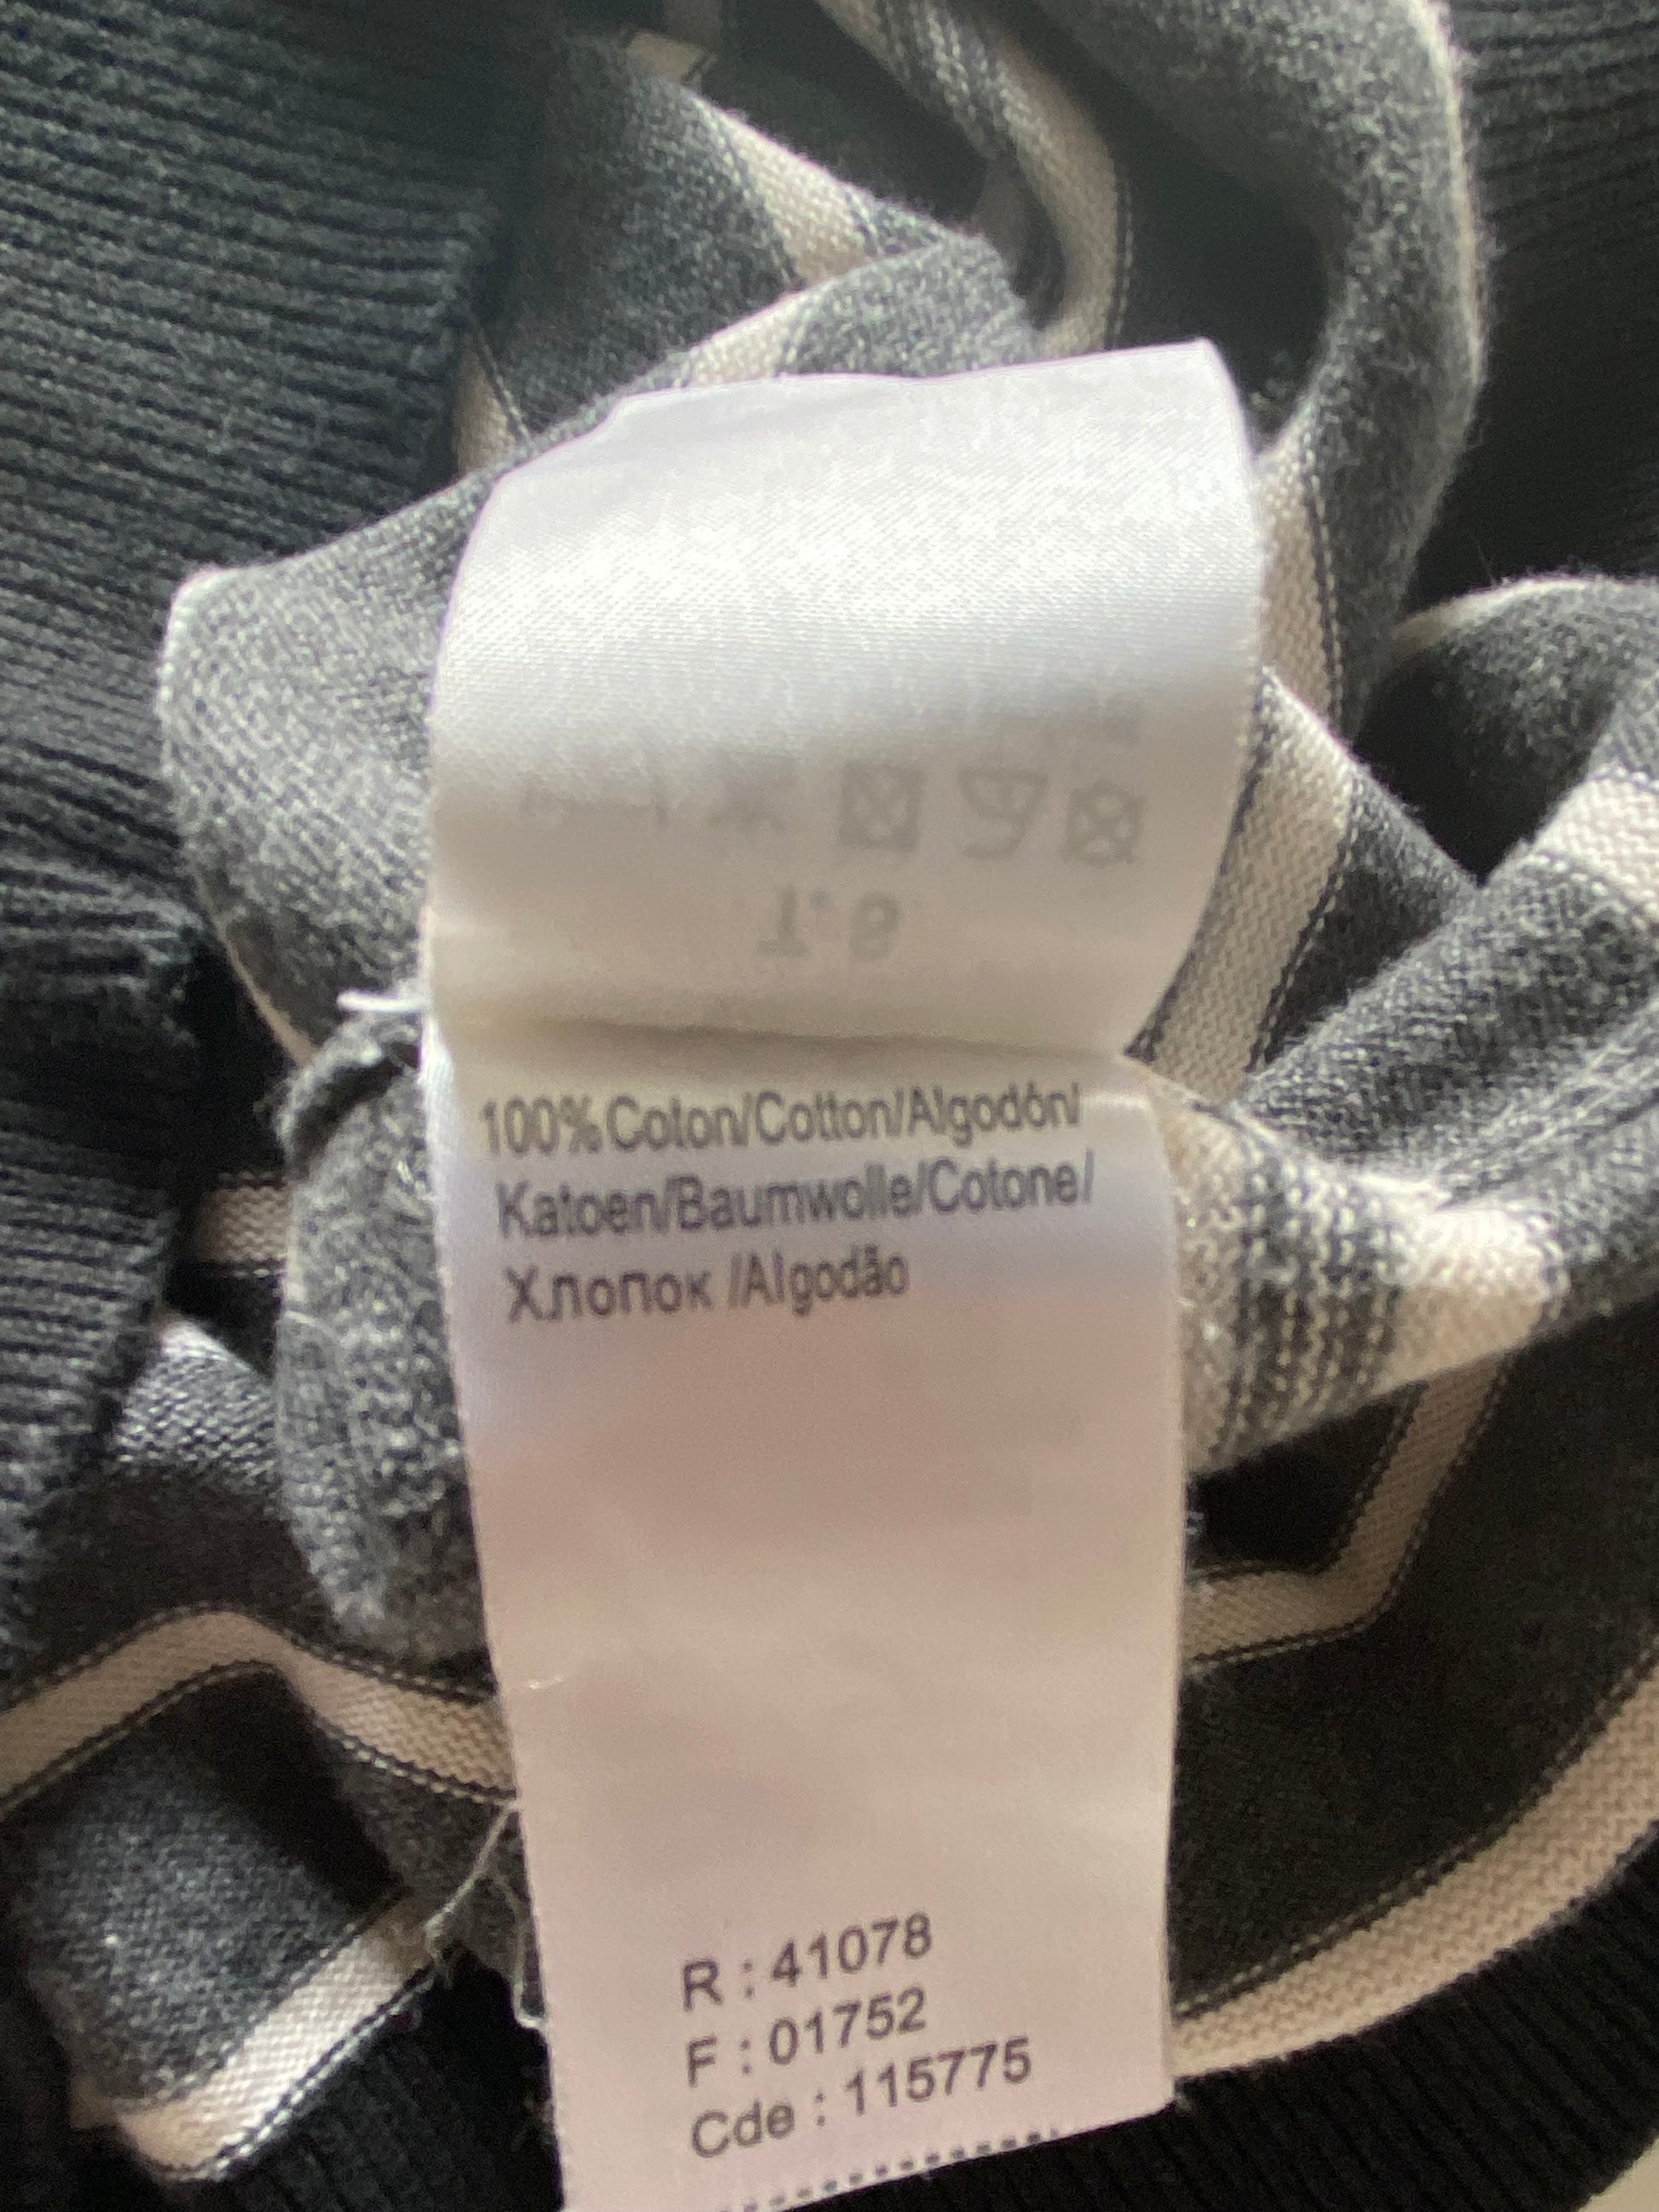 100% Coton/Cotton/Algodón/
Katoen/Baumwolle/Cotone/
Хлопок /Algodão
R : 41078
F : 01752
Cde : 115775